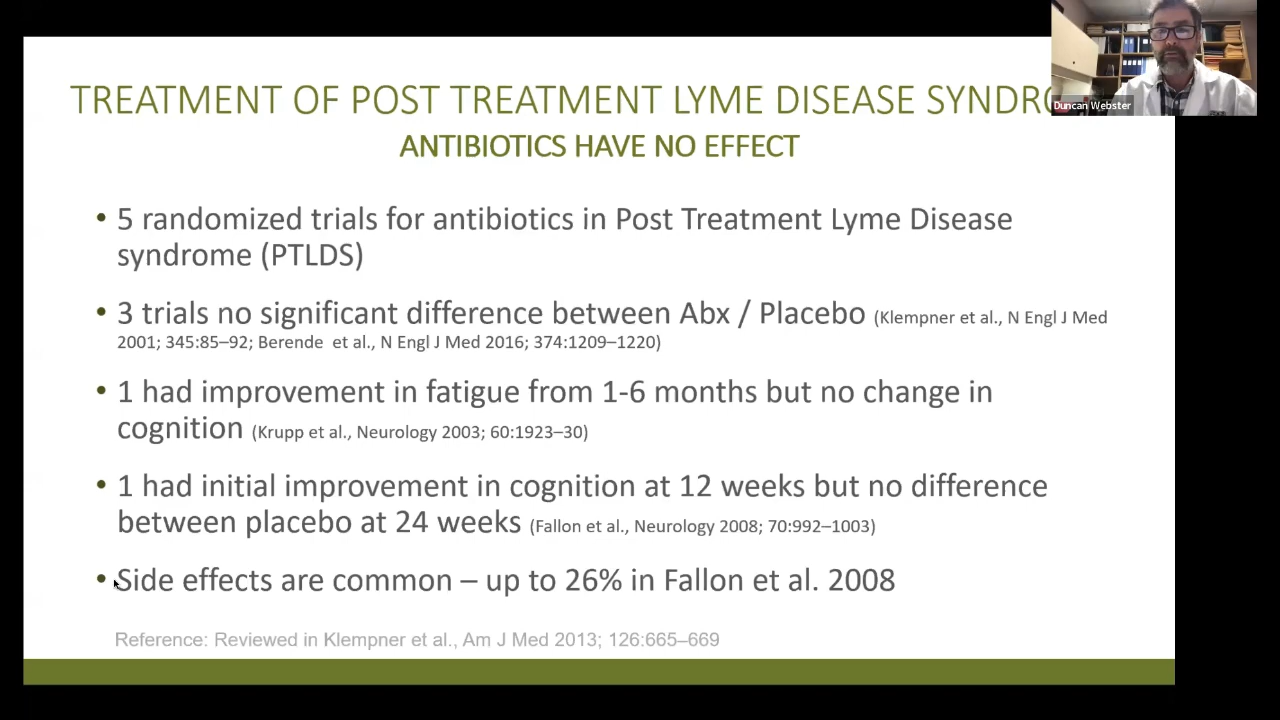 TREATMENT OF POST TREATMENT LYME DISEASE SYNDRO
Duncan Webster
ANTIBIOTICS HAVE NO EFFECT
• 5 randomized trials for antibiotics in Post Treatment Lyme Disease
syndrome (PTLDS)
• 3 trials no significant difference between Abx / Placebo (Klempner et al., N Engl J Med
2001; 345:85–92; Berende et al., N Engl J Med 2016; 374:1209–1220)
• 1 had improvement in fatigue from 1-6 months but no change in
cognition (Krupp et al., Neurology 2003; 60:1923–30)
• 1 had initial improvement in cognition at 12 weeks but no difference
between placebo at 24 weeks (Fallon et al., Neurology 2008; 70:992–1003)
• Side effects are common – up to 26% in Fallon et al. 2008
Reference: Reviewed in Klempner et al., Am J Med 2013; 126:665–669